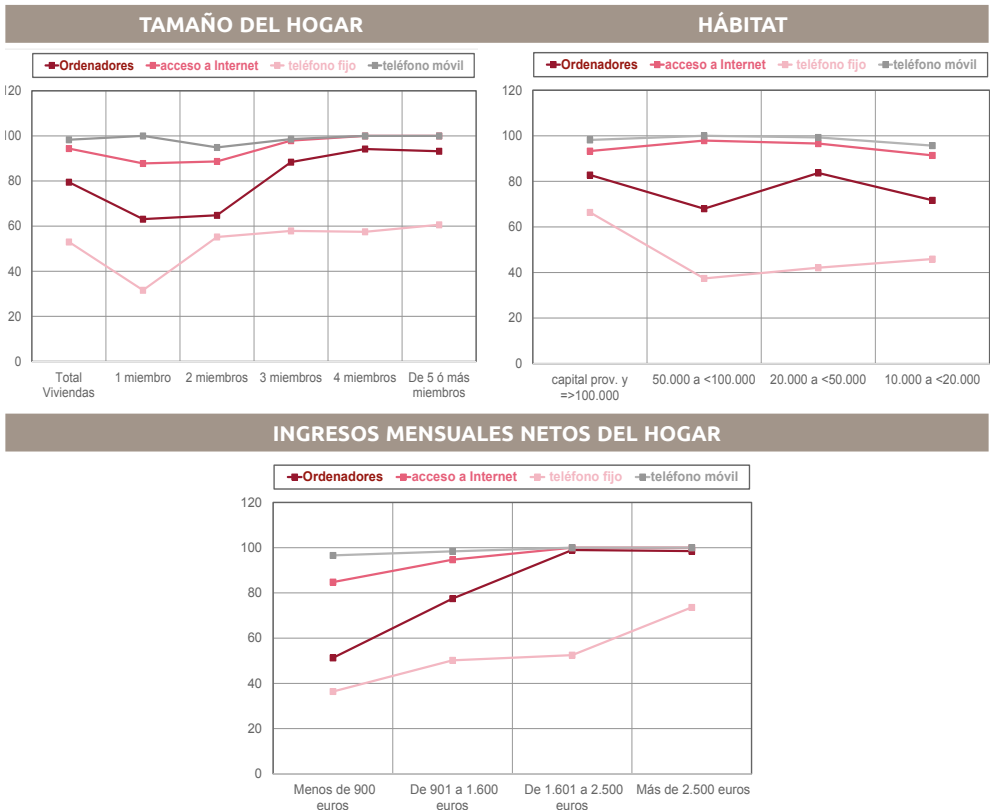 TAMAÑO DEL HOGAR
Ordenadores acceso a Internet teléfono fijo teléfono móvil
120
100
80
60
40
20
0
Total Viviendas
1 miembro
2 miembros
3 miembros
4 miembros
De 5 ó más miembros
HÁBITAT
Ordenadores acceso a Internet teléfono fijo teléfono móvil
120
100
80
60
40
20
0
capital prov. y =>100.000
50.000 a <100.000
20.000 a <50.000
10.000 a <20.000
INGRESOS MENSUALES NETOS DEL HOGAR
Ordenadores acceso a Internet teléfono fijo teléfono móvil
120
100
80
60
40
20
0
Menos de 900 euros
De 901 a 1.600 euros
De 1.601 a 2.500 euros
Más de 2.500 euros